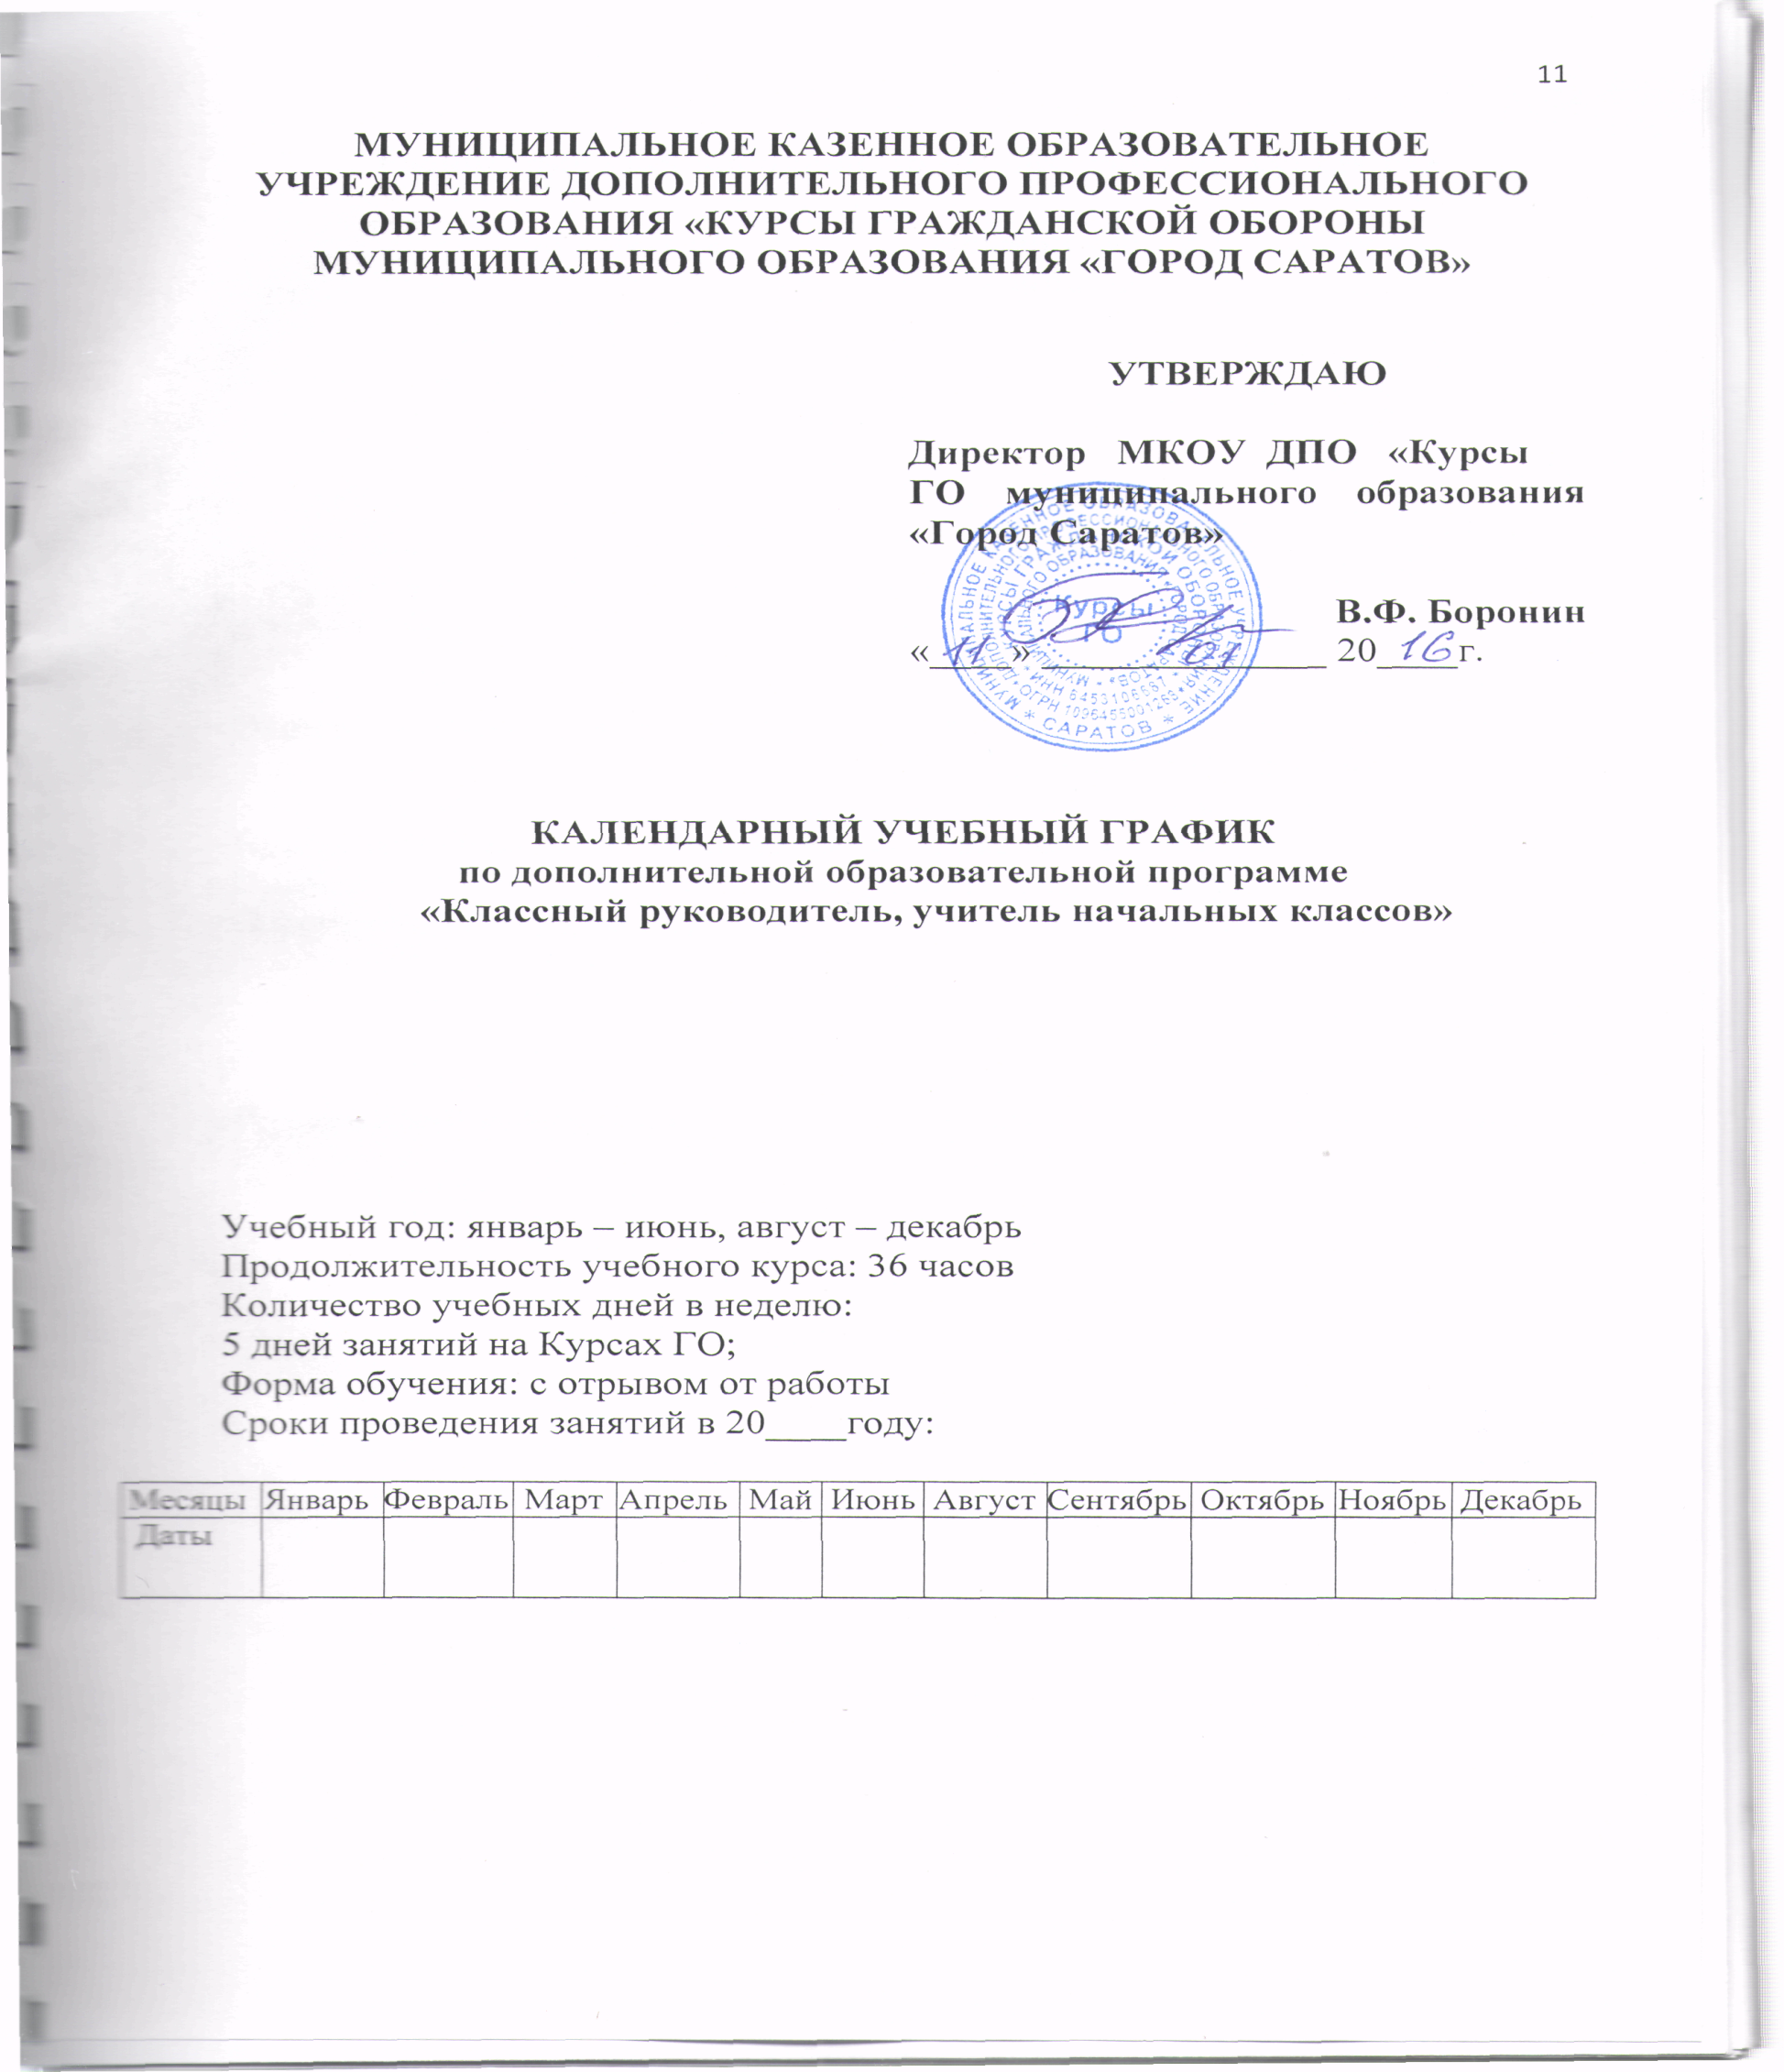 11
МУНИЦИПАЛЬНОЕ КАЗЕННОЕ ОБРАЗОВАТЕЛЬНОЕ
УЧРЕЖДЕНИЕ ДОПОЛНИТЕЛЬНОГО ПРОФЕССИОНАЛЬНОГО
ОБРАЗОВАНИЯ «КУРСЫ ГРАЖДАНСКОЙ ОБОРОНЫ
МУНИЦИПАЛЬНОГО ОБРАЗОВАНИЯ «ГОРОД САРАТОВ»
УТВЕРЖДАЮ
Директор МКОУ ДПО «Курсы
ГО муниципального образования
«Город Саратов»
В.Ф. Боронин
«11» 01 2016г.
Курсы
ГО
* САРАТОВ *
КАЛЕНДАРНЫЙ УЧЕБНЫЙ ГРАФИК
по дополнительной образовательной программе
«Классный руководитель, учитель начальных классов»
Учебный год: январь – июнь, август – декабрь
Продолжительность учебного курса: 36 часов
Количество учебных дней в неделю:
5 дней занятий на Курсах ГО;
Форма обучения: с отрывом от работы
Сроки проведения занятий в 20____году:
Месяцы Январь Февраль Март Апрель Май Июнь Август Сентябрь Октябрь Ноябрь Декабрь
Даты